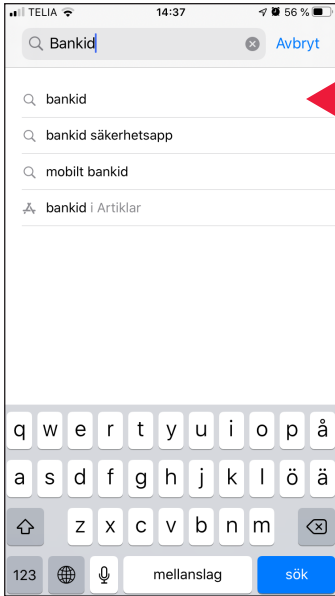 TELIA 14:37 56 %
Bankid Avbryt
bankid
bankid säkerhetsapp
mobilt bankid
bankid i Artiklar
q w e r t y u i o p å
a s d f g h j k l ö ä
z x c v b n m
123 mellanslag sök